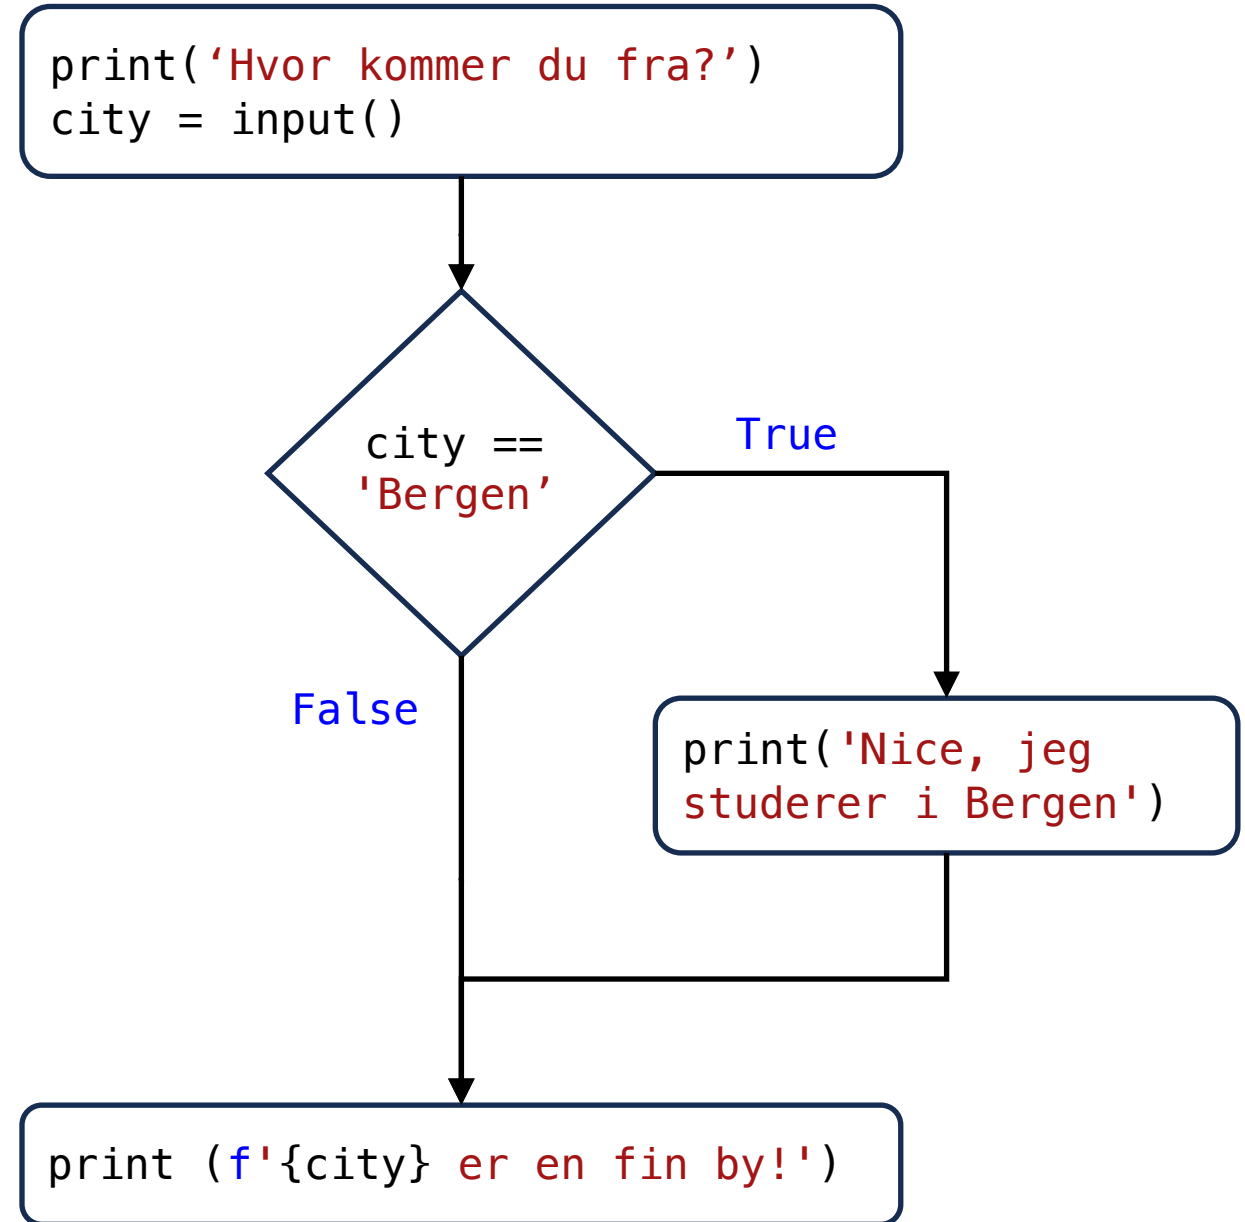 print(‘Hvor kommer du fra?’)
city = input()
city ==
'Bergen’
True
False
print('Nice, jeg
studerer i Bergen')
print (f'{city} er en fin by!')